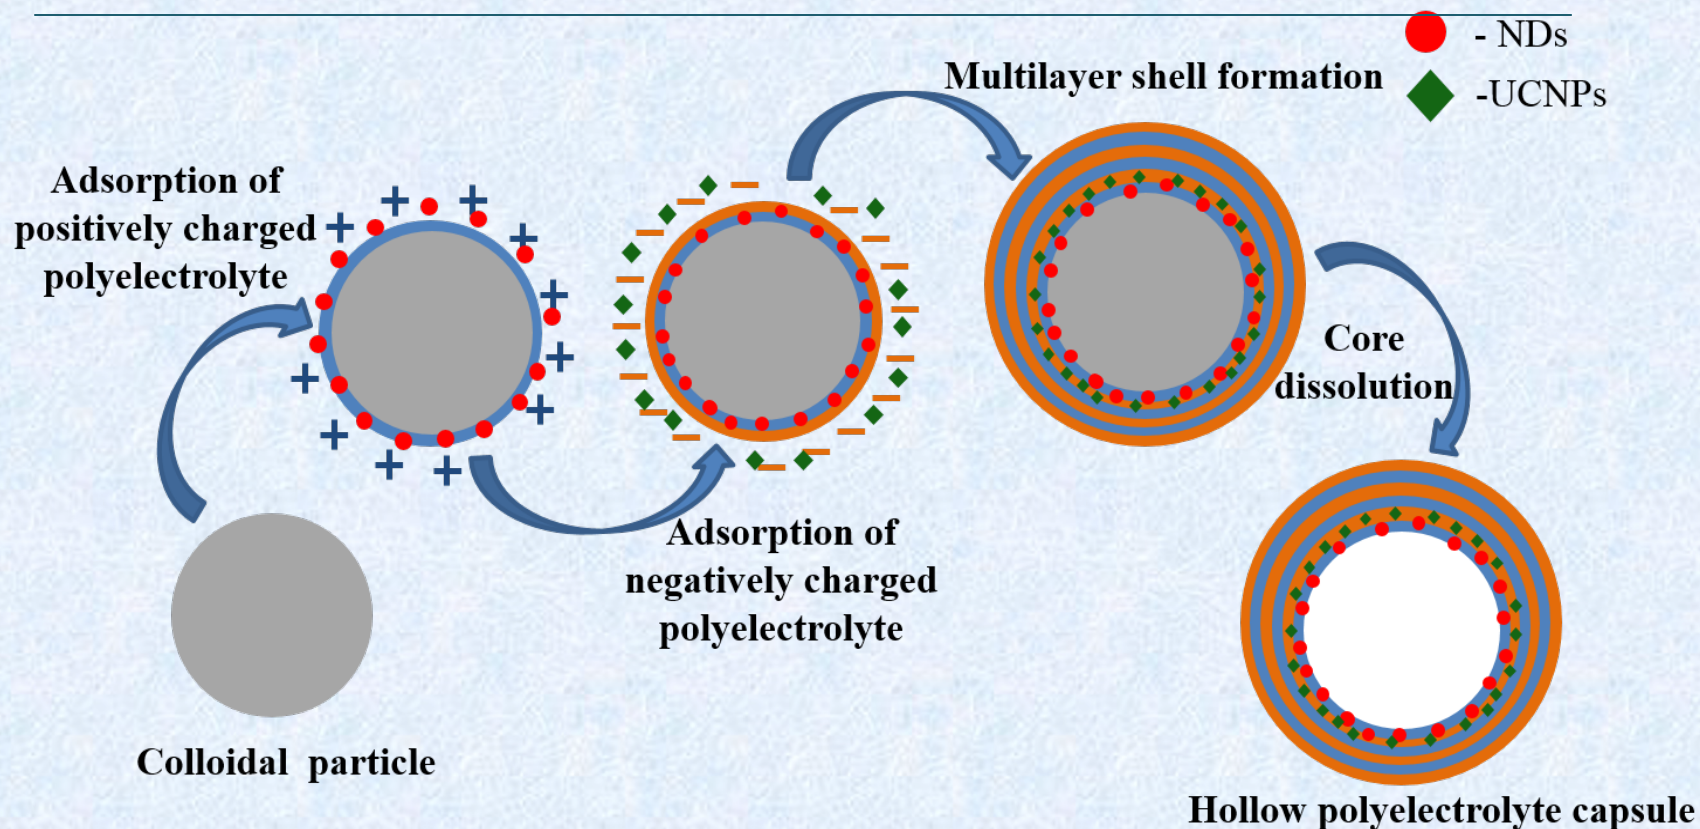 - NDs
-UCNPs
Multilayer shell formation
Adsorption of
positively charged
polyelectrolyte
Core
dissolution
Adsorption of
negatively charged
polyelectrolyte
Colloidal particle
Hollow polyelectrolyte capsule